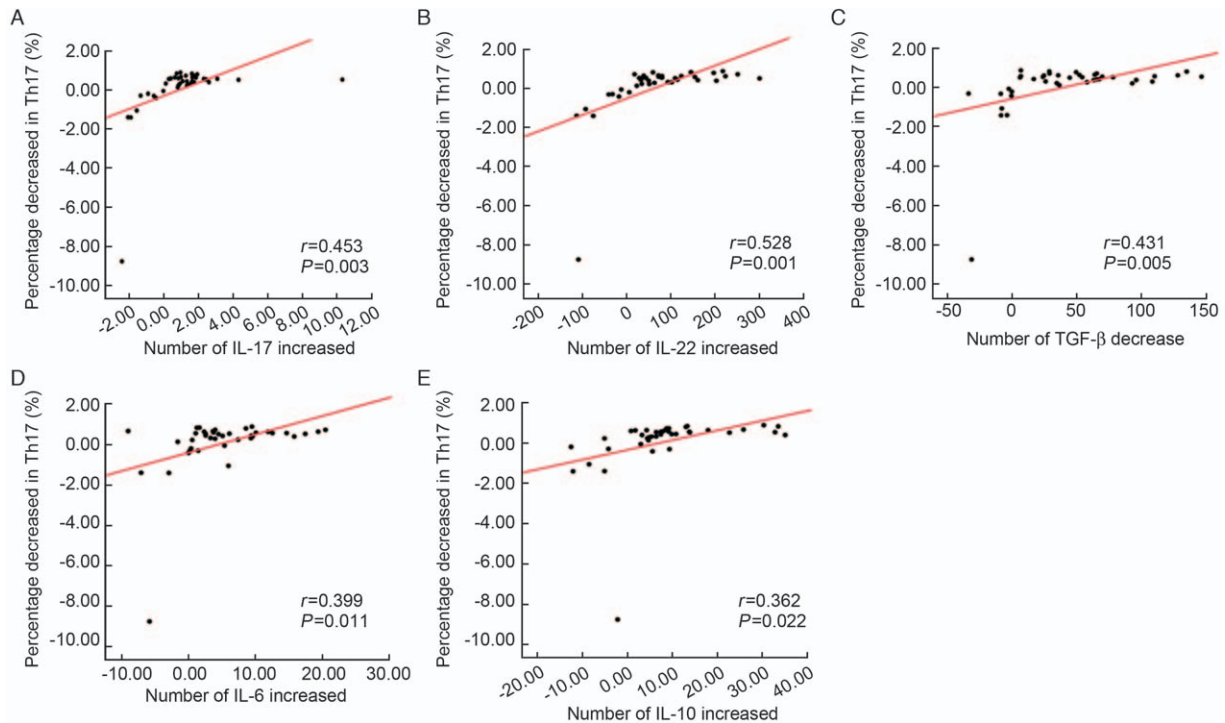 A
Percentage decreased in Th17 (%)
2.00
0.00
-2.00
-4.00
-6.00
-8.00
-10.00
r=0.453
P=0.003
-2.00 0.00 2.00 4.00 6.00 8.00 10.00 12.00
Number of IL-17 increased
B
Percentage decreased in Th17 (%)
2.00
0.00
-2.00
-4.00
-6.00
-8.00
-10.00
r=0.528
P=0.001
-200 -100 0 100 200 300 400
Number of IL-22 increased
C
Percentage decreased in Th17 (%)
2.00
0.00
-2.00
-4.00
-6.00
-8.00
-10.00
r=0.431
P=0.005
-50 0 50 100 150
Number of TGF-β decrease
D
Percentage decreased in Th17 (%)
2.00
0.00
-2.00
-4.00
-6.00
-8.00
-10.00
r=0.399
P=0.011
-10.00 0.00 10.00 20.00 30.00
Number of IL-6 increased
E
Percentage decreased in Th17 (%)
2.00
0.00
-2.00
-4.00
-6.00
-8.00
-10.00
r=0.362
P=0.022
-20.00 -10.00 0.00 10.00 20.00 30.00 40.00
Number of IL-10 increased